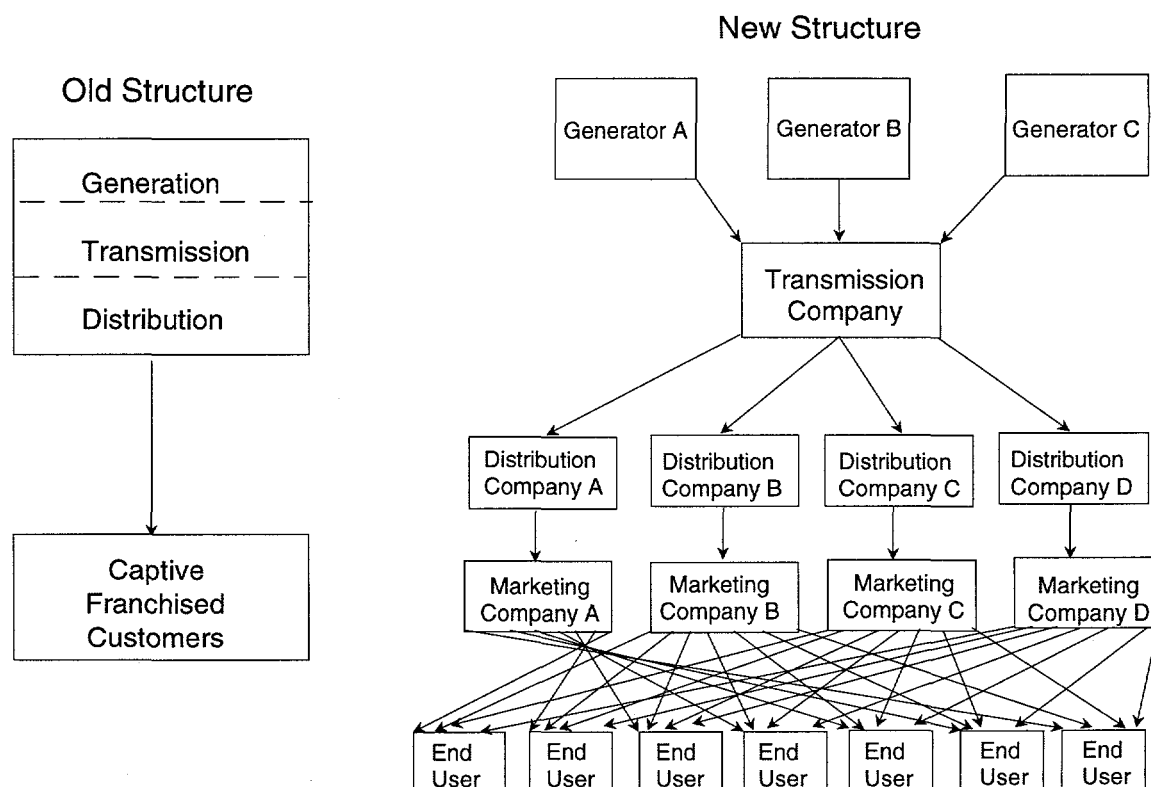 Old Structure
Generation
Transmission
Distribution
Captive
Franchised
Customers
New Structure
Generator A
Generator B
Generator C
Transmission
Company
Distribution
Company A
Distribution
Company B
Distribution
Company C
Distribution
Company D
Marketing
Company A
Marketing
Company B
Marketing
Company C
Marketing
Company D
End
User
End
User
End
User
End
User
End
User
End
User
End
User